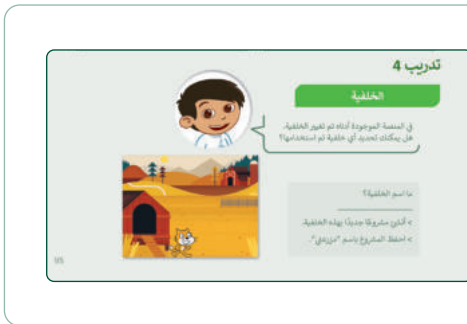 تدريب 4
الخلفية
في المنصة الموجودة أدناه تم تغيير الخلفية،
هل يمكنك تحديد أي خلفية تم استخدامها؟
ما اسم الخلفية؟
> أنشئ مشروعًا جديدًا بهذه الخلفية.
> احفظ المشروع باسم "مزرعتي".